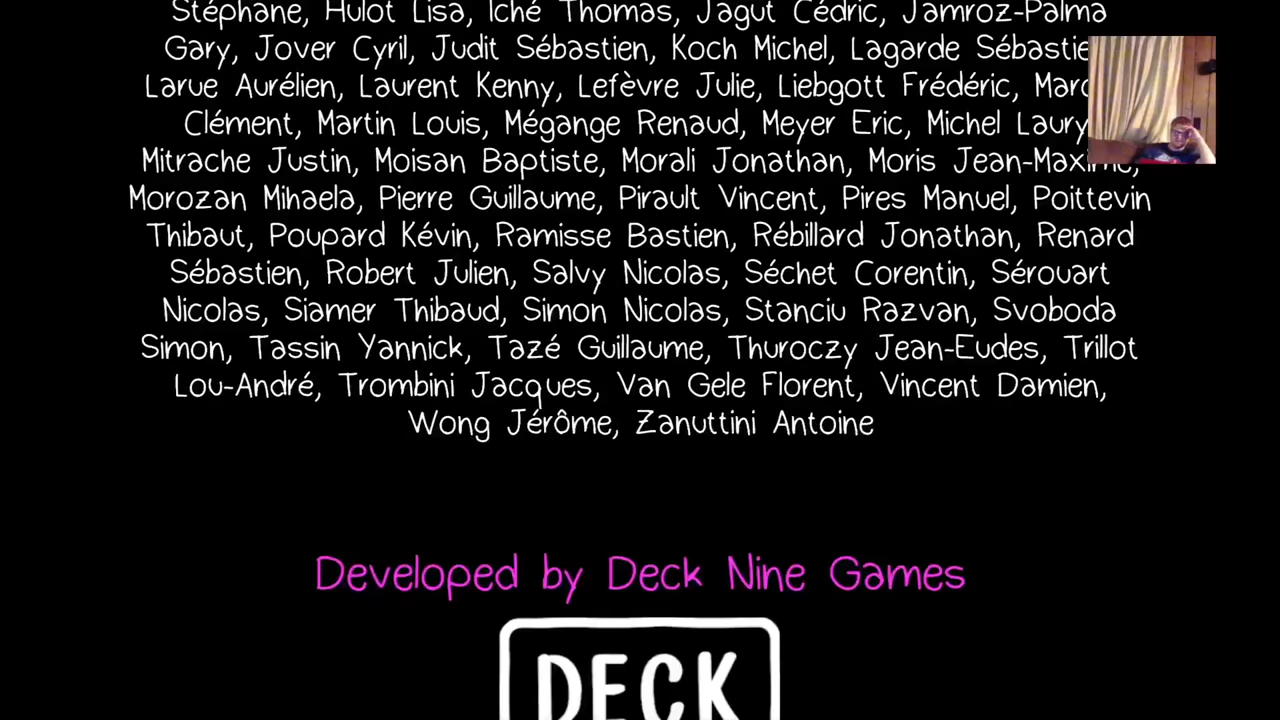 Stéphane, Hulot Lisa, Iché Thomas, Jagut Cédric, Jamroz-Palma
Gary, Jover Cyril, Judit Sébastien, Koch Michel, Lagarde Sébastie
Larue Aurélien, Laurent Kenny, Lefèvre Julie, Liebgott Frédéric, Marc
Clément, Martin Louis, Mégange Renaud, Meyer Eric, Michel Laury
Mitrache Justin, Moisan Baptiste, Morali Jonathan, Moris Jean-Maxime,
Morozan Mihaela, Pierre Guillaume, Pirault Vincent, Pires Manuel, Poittevin
Thibaut, Poupard Kévin, Ramisse Bastien, Rébillard Jonathan, Renard
Sébastien, Robert Julien, Salvy Nicolas, Séchet Corentin, Sérouart
Nicolas, Siamer Thibaud, Simon Nicolas, Stanciu Razvan, Svoboda
Simon, Tassin Yannick, Tazé Guillaume, Thuroczy Jean-Eudes, Trillot
Lou-André, Trombini Jacques, Van Gele Florent, Vincent Damien,
Wong Jérôme, Zanuttini Antoine
Developed by Deck Nine Games
DECK